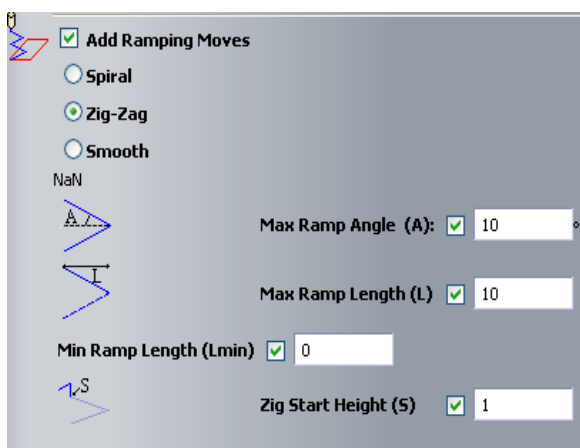 Add Ramping Moves
Spiral
Zig-Zag
Smooth
NaN
A
Max Ramp Angle (A): 10 °
L
Max Ramp Length (L) 10
Min Ramp Length (Lmin) 0
S
Zig Start Height (S) 1